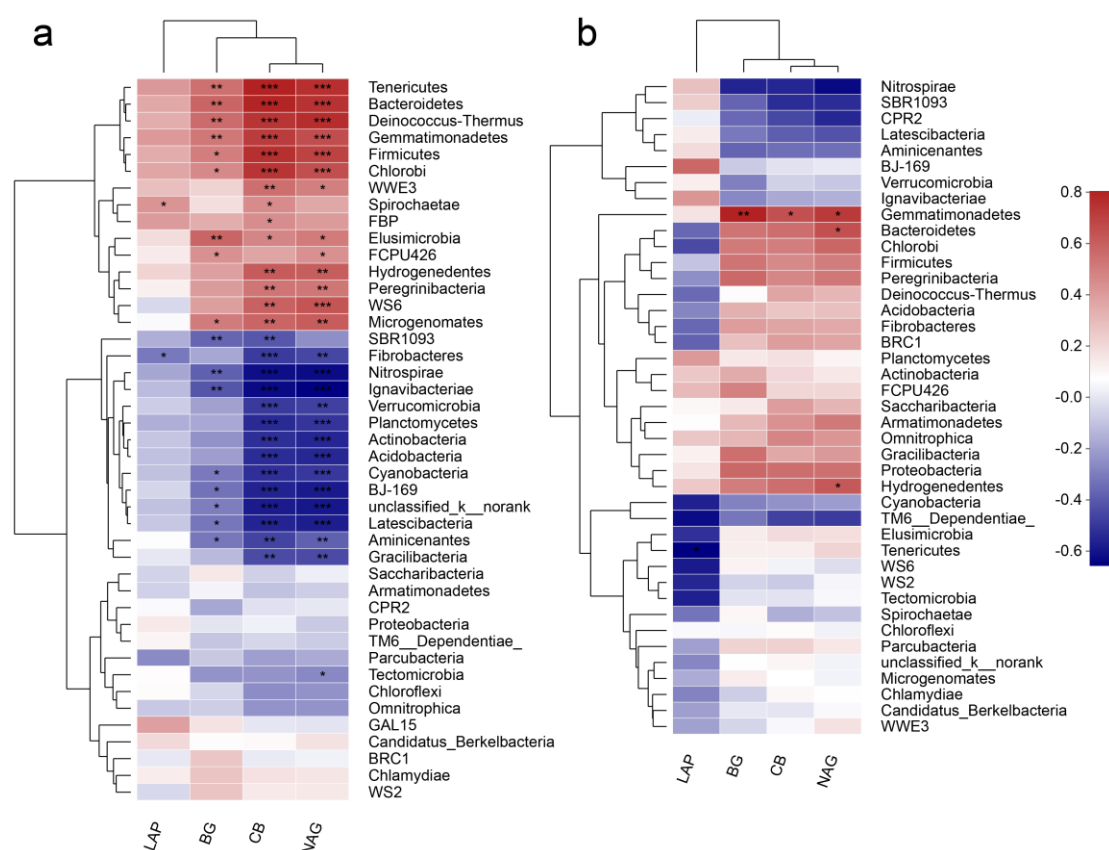 a
** *** *** Tenericutes
** *** *** Bacteroidetes
** *** *** Deinococcus-Thermus
** *** *** Gemmatimonadetes
* *** *** Firmicutes
* *** *** Chlorobi
** * WWE3
* * Spirochaetae
* FBP
** * * Elusimicrobia
* * FCPU426
** ** Hydrogenedentes
** ** Peregrinibacteria
** *** WS6
* ** ** Microgenomates
** ** SBR1093
* *** ** Fibrobacteres
** *** *** Nitrospirae
** *** *** Ignavibacteriae
*** ** Verrucomicrobia
*** *** Planctomycetes
*** *** Actinobacteria
*** *** Acidobacteria
* *** *** Cyanobacteria
* *** *** BJ-169
* *** *** unclassified_k__norank
* *** *** Latescibacteria
* ** ** Aminicenantes
** ** Gracilibacteria
Saccharibacteria
Armatimonadetes
CPR2
Proteobacteria
TM6__Dependentiae_
Parcubacteria
* Tectomicrobia
Chloroflexi
Omnitrophica
GAL15
Candidatus_Berkelbacteria
BRC1
Chlamydiae
WS2
LAP BG CB NAG
b
Nitrospirae
SBR1093
CPR2
Latescibacteria
Aminicenantes
BJ-169
Verrucomicrobia
Ignavibacteriae
** * * Gemmatimonadetes
* Bacteroidetes
Chlorobi
Firmicutes
Peregrinibacteria
Deinococcus-Thermus
Acidobacteria
Fibrobacteres
BRC1
Planctomycetes
Actinobacteria
FCPU426
Saccharibacteria
Armatimonadetes
Omnitrophica
Gracilibacteria
Proteobacteria
* Hydrogenedentes
Cyanobacteria
TM6__Dependentiae_
Elusimicrobia
* Tenericutes
WS6
WS2
Tectomicrobia
Spirochaetae
Chloroflexi
Parcubacteria
unclassified_k__norank
Microgenomates
Chlamydiae
Candidatus_Berkelbacteria
WWE3
LAP BG CB NAG
0.8
0.6
0.4
0.2
-0.0
-0.2
-0.4
-0.6